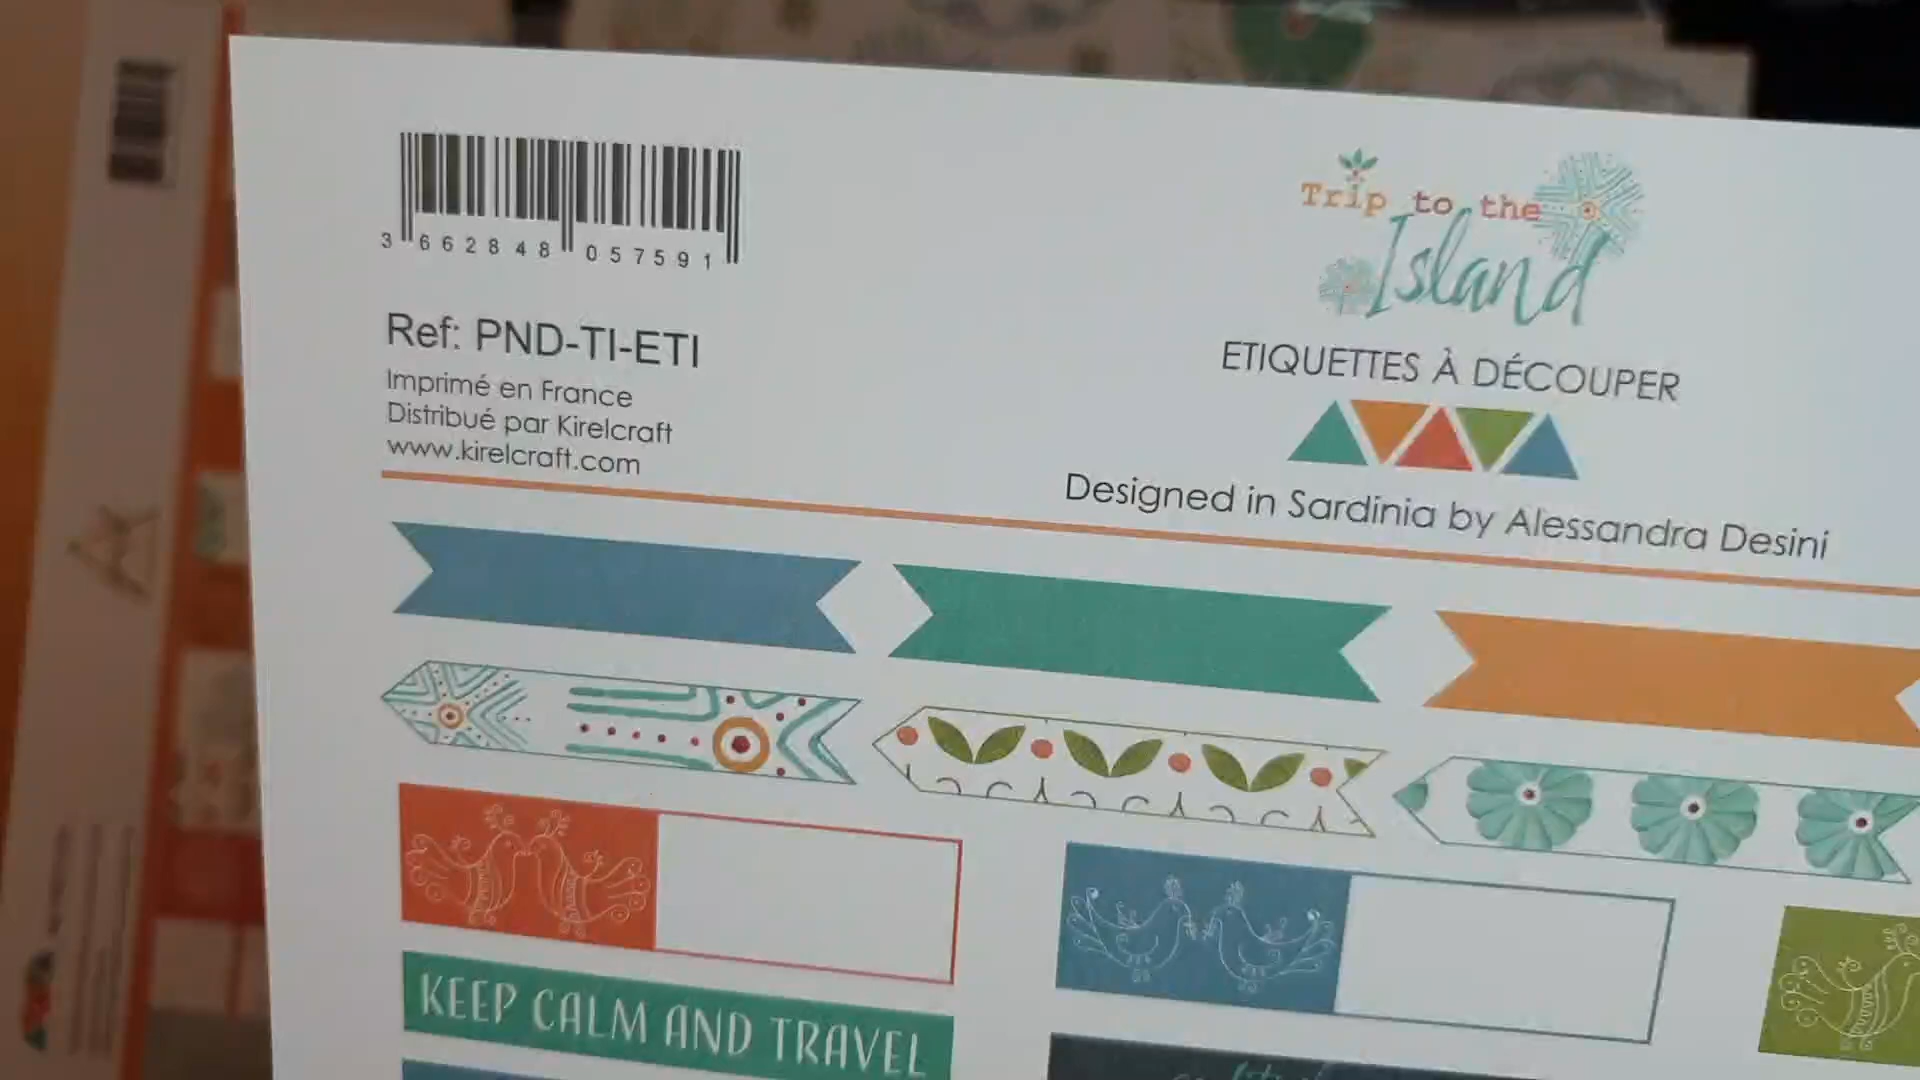 3 662848 057591
Ref: PND-TI-ETI
Imprimé en France
Distribué par Kirelcraft
www.kirelcraft.com
Trip to the
Island
ETIQUETTES À DÉCOUPER
Designed in Sardinia by Alessandra Desini
KEEP CALM AND TRAVEL